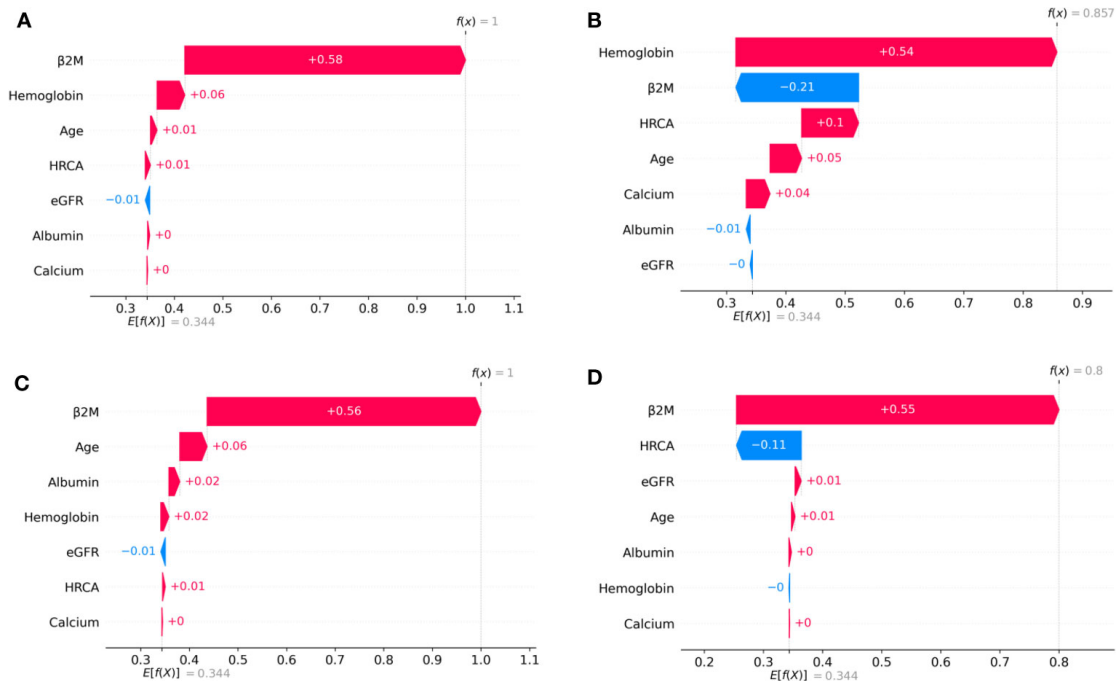 A
f(x) = 1
β2M
+0.58
Hemoglobin
+0.06
Age
+0.01
HRCA
+0.01
eGFR
−0.01
Albumin
+0
Calcium
+0
0.3 0.4 0.5 0.6 0.7 0.8 0.9 1.0 1.1
E[f(X)] = 0.344
B
f(x) = 0.857
Hemoglobin
+0.54
β2M
−0.21
HRCA
+0.1
Age
+0.05
Calcium
+0.04
Albumin
−0.01
eGFR
−0
0.3 0.4 0.5 0.6 0.7 0.8 0.9
E[f(X)] = 0.344
C
f(x) = 1
β2M
+0.56
Age
+0.06
Albumin
+0.02
Hemoglobin
+0.02
eGFR
−0.01
HRCA
+0.01
Calcium
+0
0.3 0.4 0.5 0.6 0.7 0.8 0.9 1.0 1.1
E[f(X)] = 0.344
D
f(x) = 0.8
β2M
+0.55
HRCA
−0.11
eGFR
+0.01
Age
+0.01
Albumin
+0
Hemoglobin
−0
Calcium
+0
0.2 0.3 0.4 0.5 0.6 0.7 0.8
E[f(X)] = 0.344